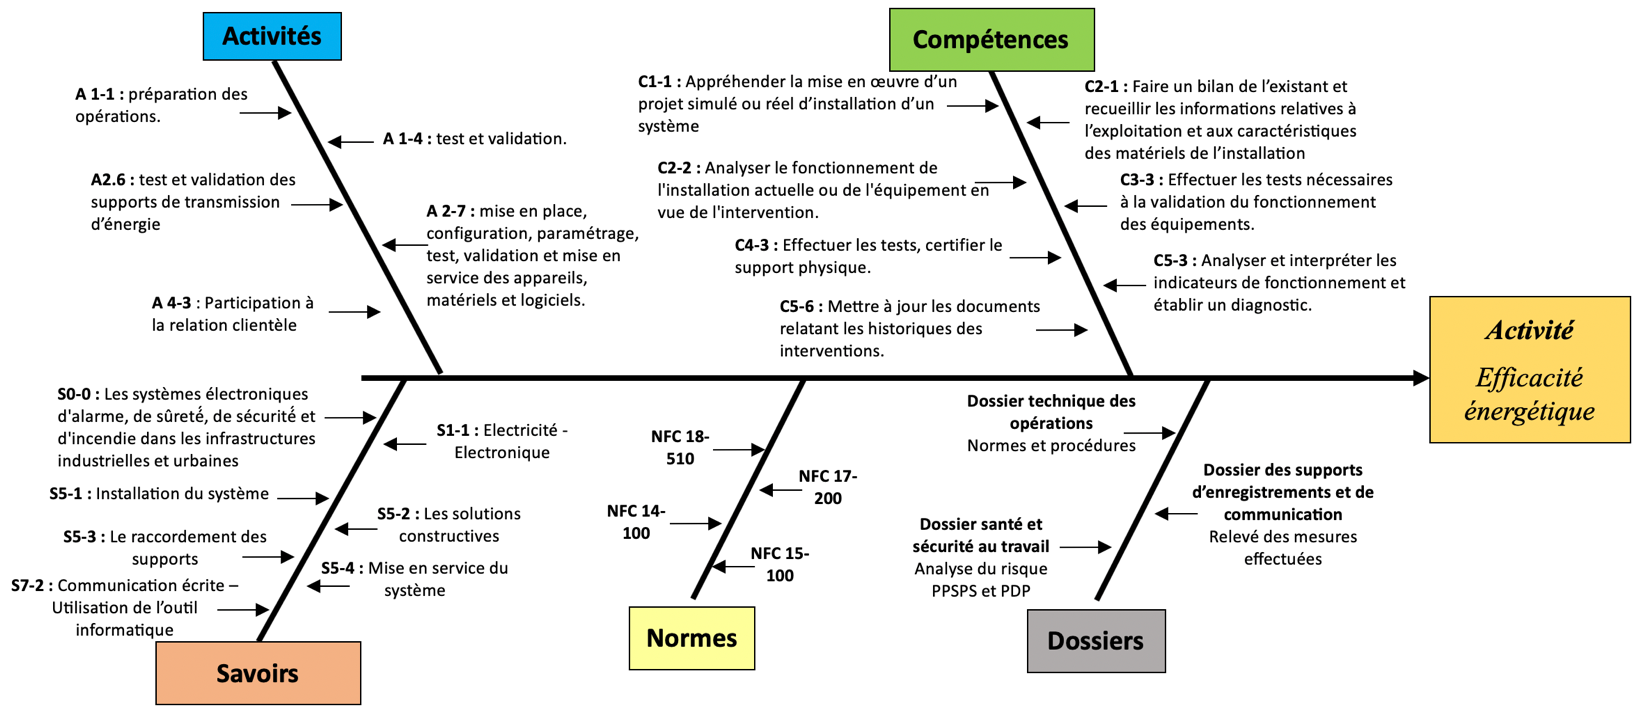 Activités
A 1-1 : préparation des
opérations.
A 1-4 : test et validation.
A2.6 : test et validation des
supports de transmission
d’énergie
A 2-7 : mise en place,
configuration, paramétrage,
test, validation et mise en
service des appareils,
matériels et logiciels.
A 4-3 : Participation à
la relation clientèle
Compétences
C1-1 : Appréhender la mise en œuvre d’un
projet simulé ou réel d’installation d’un
système
C2-1 : Faire un bilan de l’existant et
recueillir les informations relatives à
l’exploitation et aux caractéristiques
des matériels de l’installation
C2-2 : Analyser le fonctionnement de
l'installation actuelle ou de l'équipement en
vue de l'intervention.
C3-3 : Effectuer les tests nécessaires
à la validation du fonctionnement
des équipements.
C4-3 : Effectuer les tests, certifier le
support physique.
C5-3 : Analyser et interpréter les
indicateurs de fonctionnement et
établir un diagnostic.
C5-6 : Mettre à jour les documents
relatant les historiques des
interventions.
Activité
Efficacité
énergétique
S0-0 : Les systèmes électroniques
d'alarme, de sûreté, de sécurité et
d'incendie dans les infrastructures
industrielles et urbaines
S1-1 : Electricité -
Electronique
S5-1 : Installation du système
S5-2 : Les solutions
constructives
S5-3 : Le raccordement des
supports
S5-4 : Mise en service du
système
S7-2 : Communication écrite –
Utilisation de l’outil
informatique
Savoirs
NFC 18-
510
NFC 17-
200
NFC 14-
100
NFC 15-
100
Normes
Dossier technique des
opérations
Normes et procédures
Dossier des supports
d’enregistrements et de
communication
Relevé des mesures
effectuées
Dossier santé et
sécurité au travail
Analyse du risque
PPSPS et PDP
Dossiers